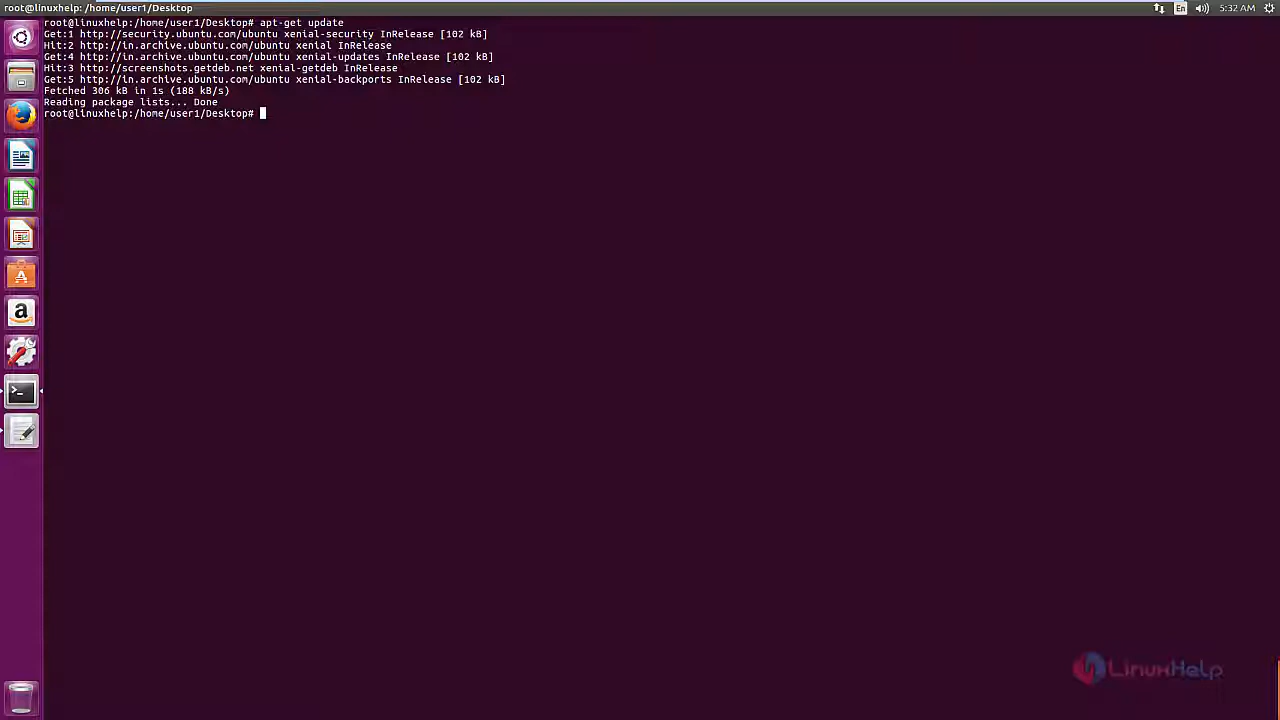 root@linuxhelp: /home/user1/Desktop
En
5:32 AM
root@linuxhelp:/home/user1/Desktop# apt-get update
Get:1 http://security.ubuntu.com/ubuntu xenial-security InRelease [102 kB]
Hit:2 http://in.archive.ubuntu.com/ubuntu xenial InRelease
Get:4 http://in.archive.ubuntu.com/ubuntu xenial-updates InRelease [102 kB]
Hit:3 http://screenshots.getdeb.net xenial-getdeb InRelease
Get:5 http://in.archive.ubuntu.com/ubuntu xenial-backports InRelease [102 kB]
Fetched 306 kB in 1s (188 kB/s)
Reading package lists... Done
root@linuxhelp:/home/user1/Desktop#
LinuxHelp